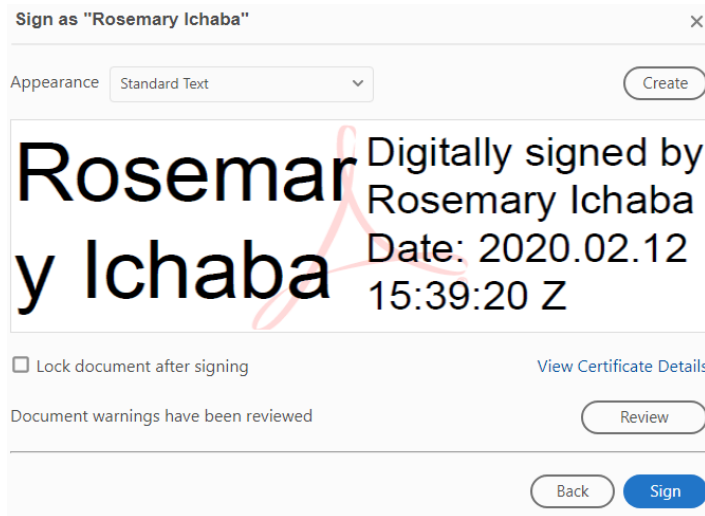 Sign as "Rosemary Ichaba"
Appearance Standard Text Create
Rosemar
y Ichaba
Digitally signed by
Rosemary Ichaba
Date: 2020.02.12
15:39:20 Z
Lock document after signing View Certificate Details
Document warnings have been reviewed Review
Back Sign